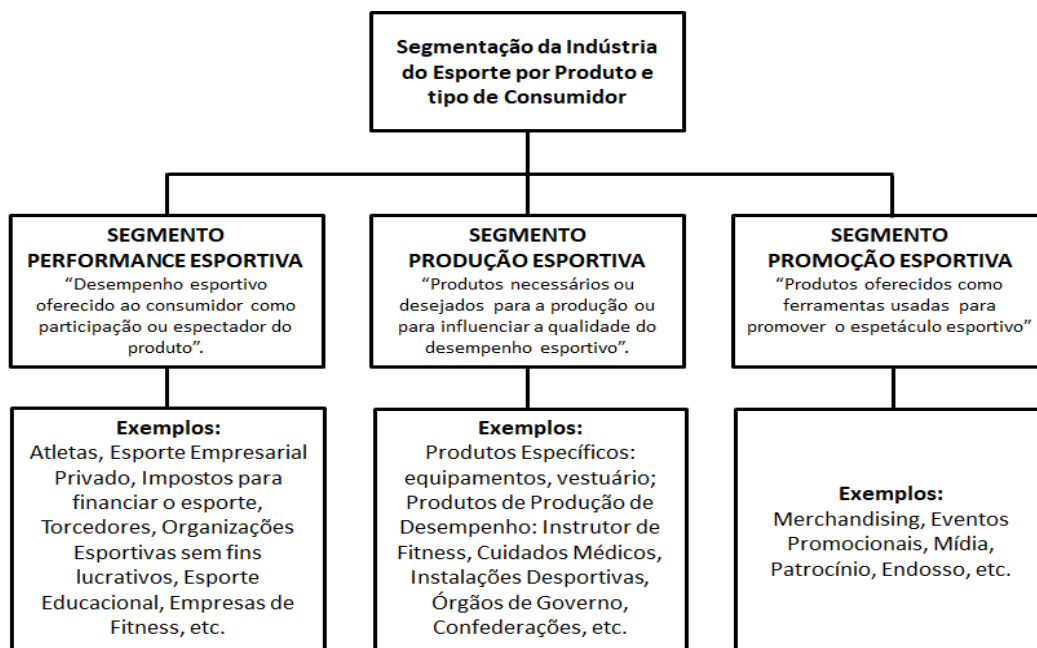 Segmentação da Indústria
do Esporte por Produto e
tipo de Consumidor
SEGMENTO
PERFORMANCE ESPORTIVA
“Desempenho esportivo
oferecido ao consumidor como
participação ou espectador do
produto”.
SEGMENTO
PRODUÇÃO ESPORTIVA
“Produtos necessários ou
desejados para a produção ou
para influenciar a qualidade do
desempenho esportivo”.
SEGMENTO
PROMOÇÃO ESPORTIVA
“Produtos oferecidos como
ferramentas usadas para
promover o espetáculo esportivo”
Exemplos:
Atletas, Esporte Empresarial
Privado, Impostos para
financiar o esporte,
Torcedores, Organizações
Esportivas sem fins
lucrativos, Esporte
Educacional, Empresas de
Fitness, etc.
Exemplos:
Produtos Específicos:
equipamentos, vestuário;
Produtos de Produção de
Desempenho: Instrutor de
Fitness, Cuidados Médicos,
Instalações Desportivas,
Órgãos de Governo,
Confederações, etc.
Exemplos:
Merchandising, Eventos
Promocionais, Mídia,
Patrocínio, Endosso, etc.